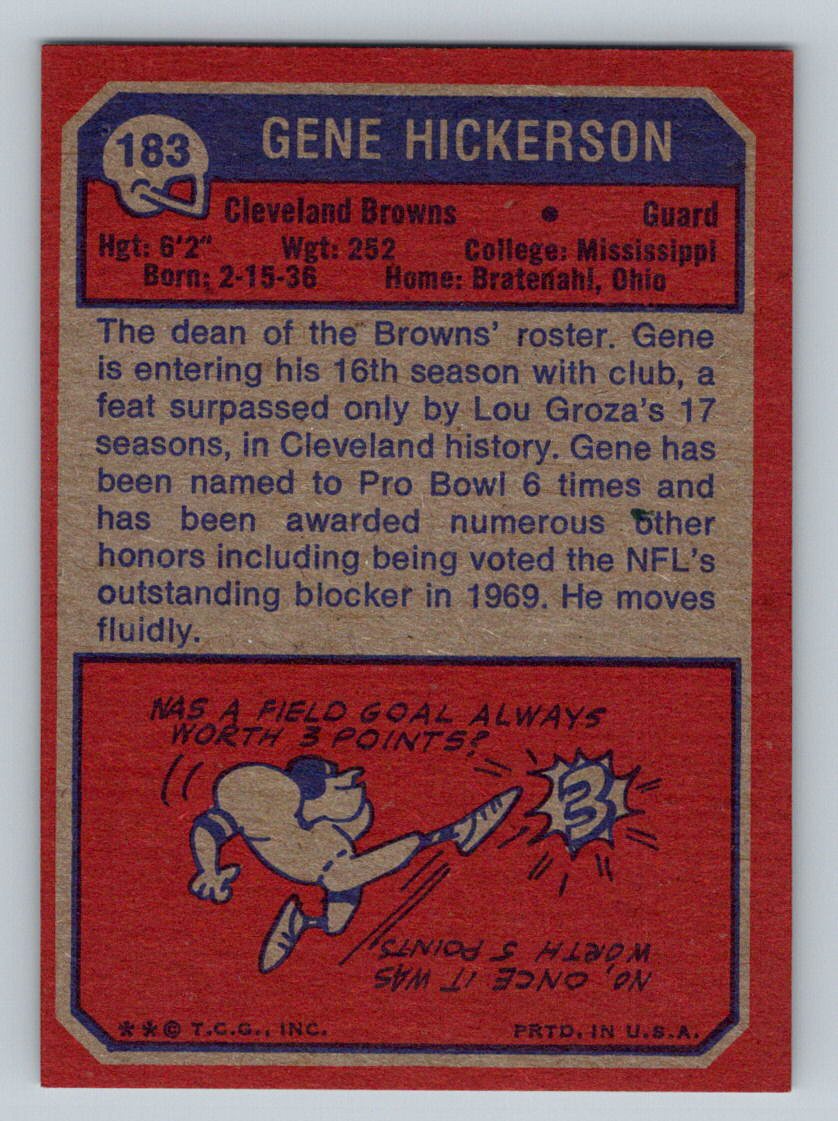 183
GENE HICKERSON
Cleveland Browns • Guard
Hgt: 6'2" Wgt: 252 College: Mississippi
Born: 2-15-36 Home: Bratenahl, Ohio
The dean of the Browns' roster. Gene
is entering his 16th season with club, a
feat surpassed only by Lou Groza's 17
seasons, in Cleveland history. Gene has
been named to Pro Bowl 6 times and
has been awarded numerous other
honors including being voted the NFL's
outstanding blocker in 1969. He moves
fluidly.
HAS A FIELD GOAL ALWAYS
WORTH 3 POINTS?
3
NO, ONCE IT WAS
WORTH 5 POINTS
**© T.C.G., INC. PRTD. IN U.S.A.